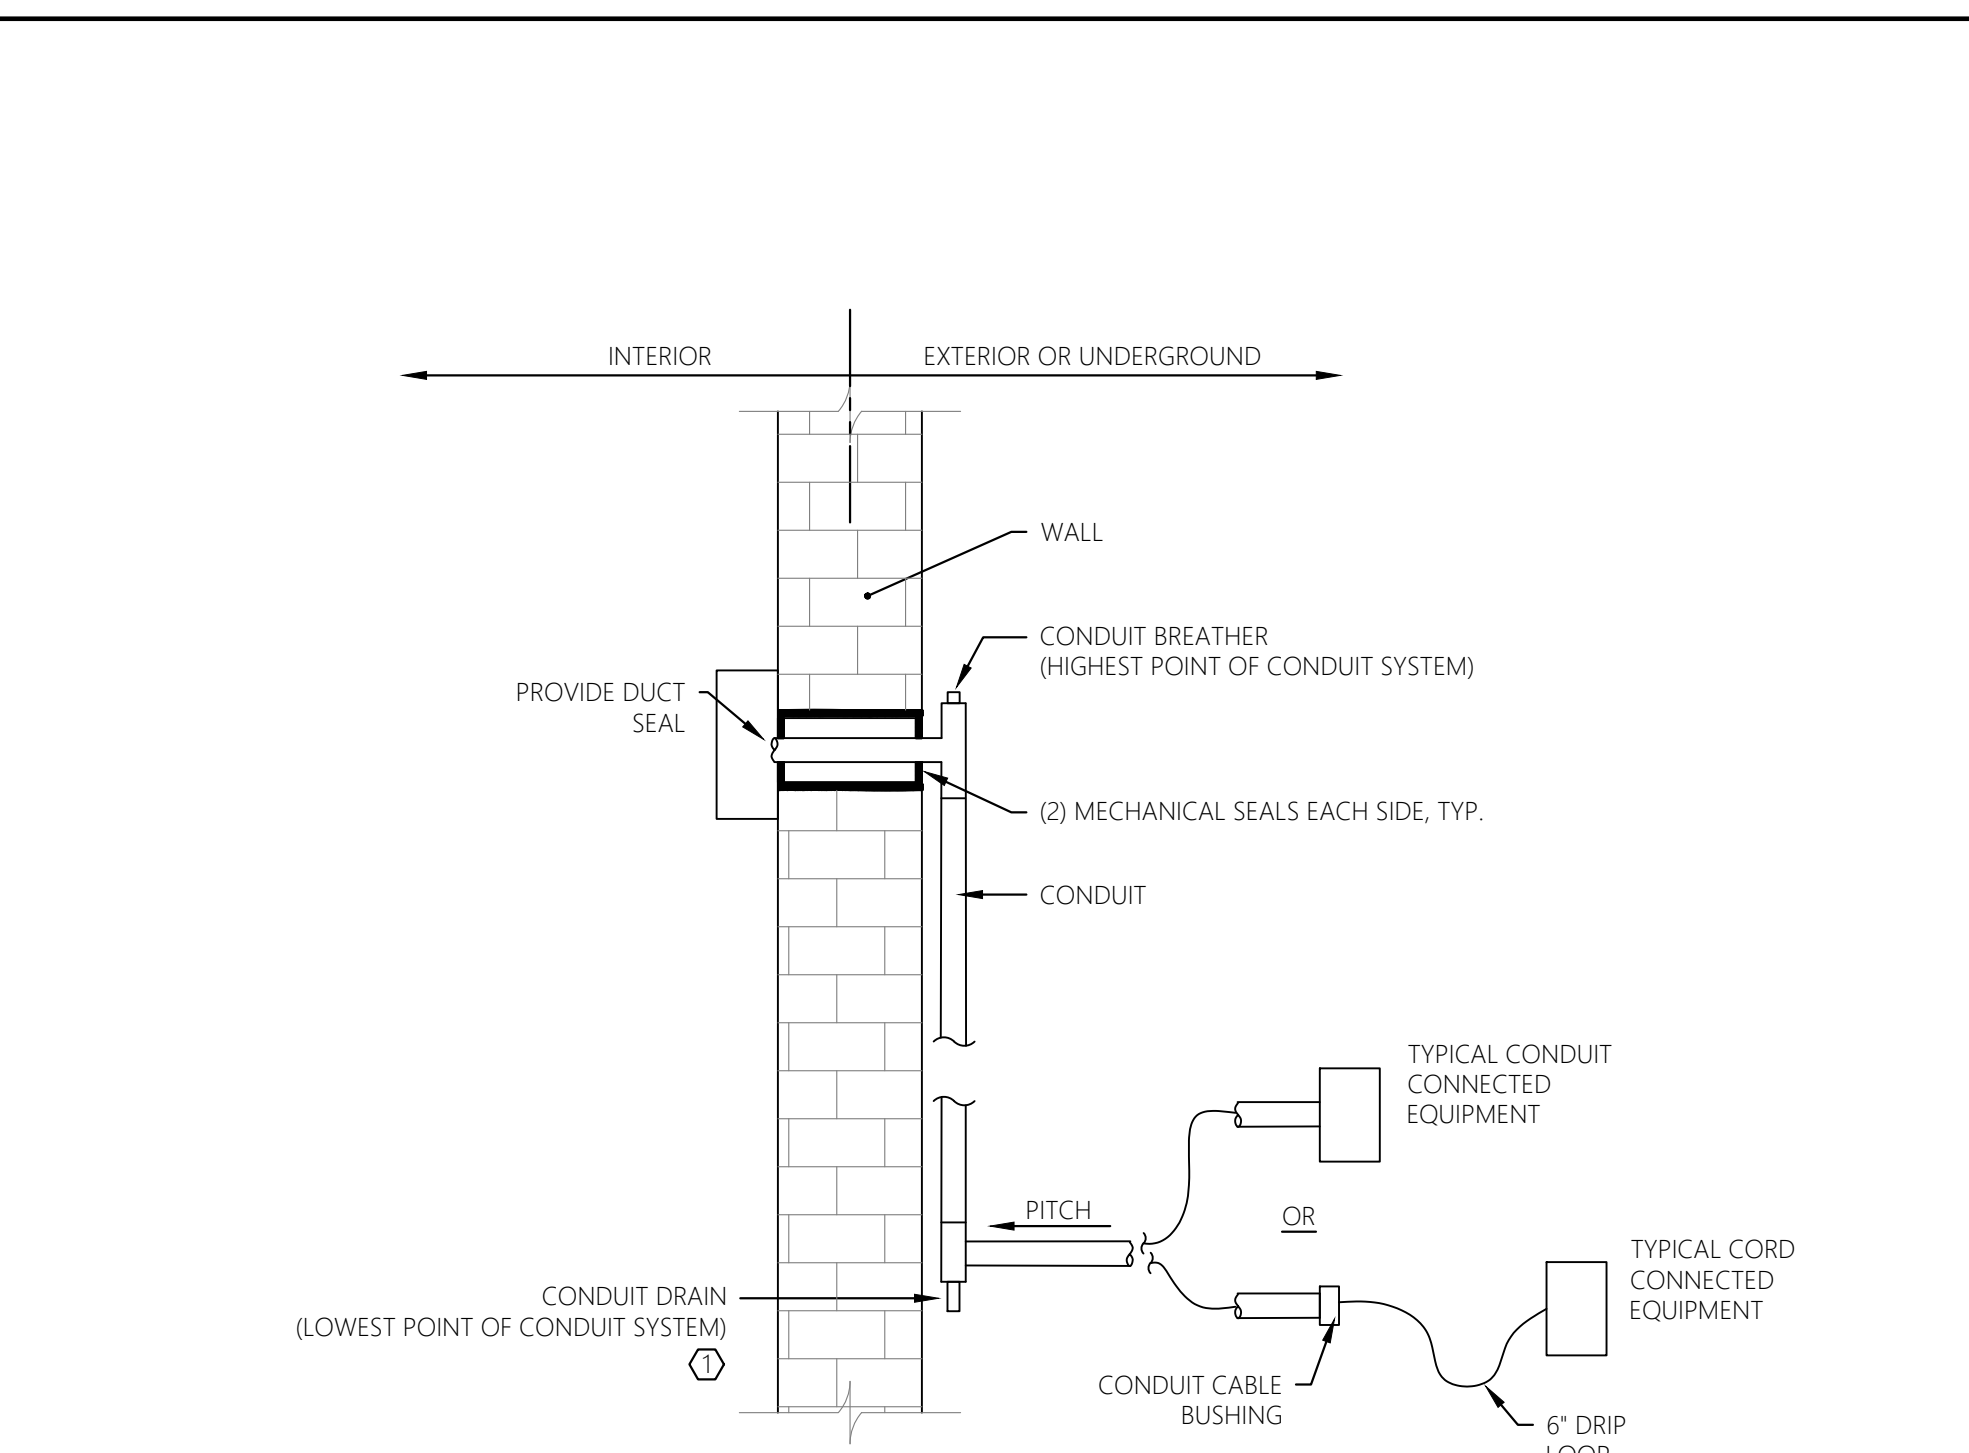 INTERIOR
EXTERIOR OR UNDERGROUND
WALL
CONDUIT BREATHER
(HIGHEST POINT OF CONDUIT SYSTEM)
PROVIDE DUCT
SEAL
(2) MECHANICAL SEALS EACH SIDE, TYP.
CONDUIT
TYPICAL CONDUIT
CONNECTED
EQUIPMENT
PITCH
OR
TYPICAL CORD
CONNECTED
EQUIPMENT
CONDUIT DRAIN
(LOWEST POINT OF CONDUIT SYSTEM)
1
CONDUIT CABLE
BUSHING
6" DRIP
LOOP